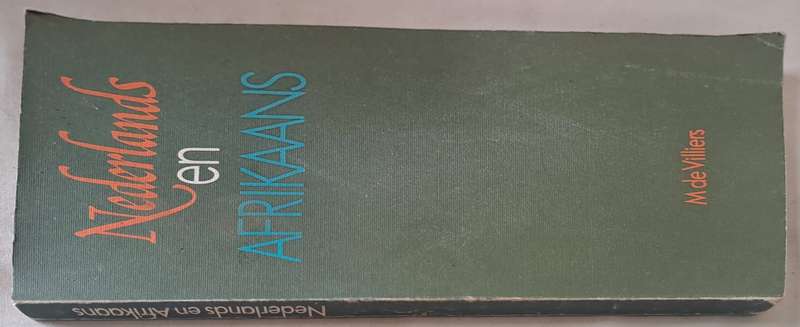 Nederlands
en
AFRIKAANS
M de Villiers
Nederlands en Afrikaans